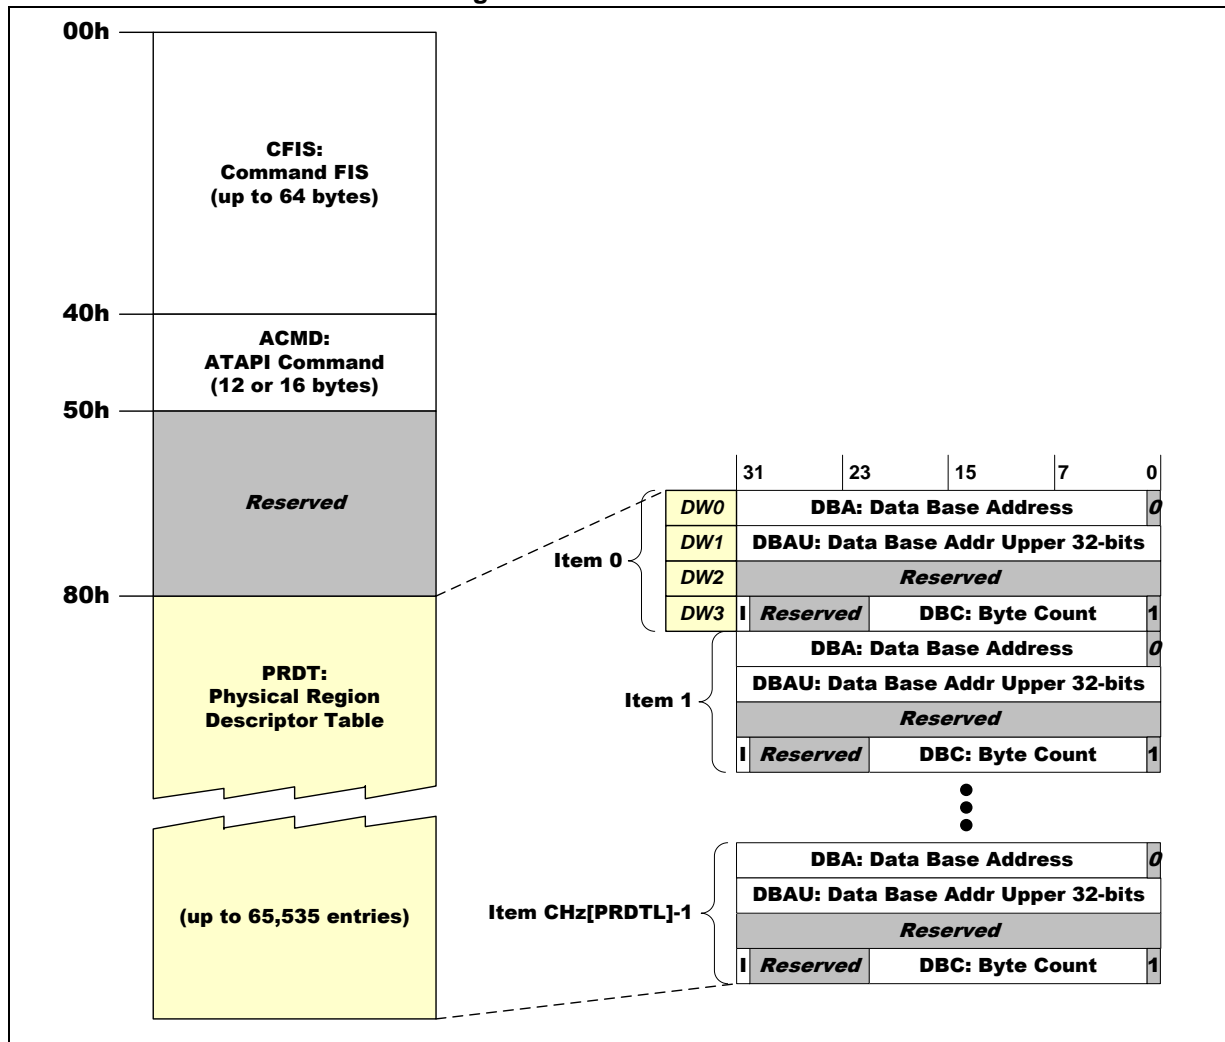 00h
CFIS:
Command FIS
(up to 64 bytes)
40h
ACMD:
ATAPI Command
(12 or 16 bytes)
50h
Reserved
80h
PRDT:
Physical Region
Descriptor Table
(up to 65,535 entries)
31 23 15 7 0
Item 0
DW0 DBA: Data Base Address 0
DW1 DBAU: Data Base Addr Upper 32-bits
DW2 Reserved
DW3 I Reserved DBC: Byte Count 1
Item 1
DBA: Data Base Address 0
DBAU: Data Base Addr Upper 32-bits
Reserved
I Reserved DBC: Byte Count 1
Item CHz[PRDTL]-1
DBA: Data Base Address 0
DBAU: Data Base Addr Upper 32-bits
Reserved
I Reserved DBC: Byte Count 1